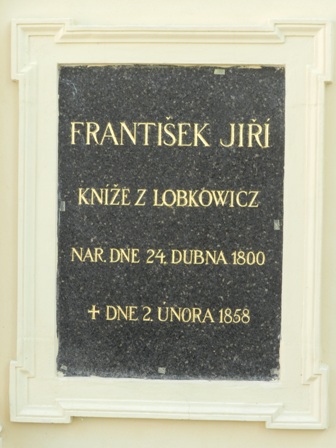 FRANTIŠEK JIŘÍ
KNÍŽE Z LOBKOWICZ
NAR. DNE 24. DUBNA 1800
✝ DNE 2. ÚNORA 1858